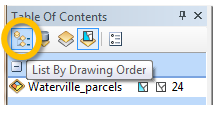 Table Of Contents
List By Drawing Order
Waterville_parcels 24